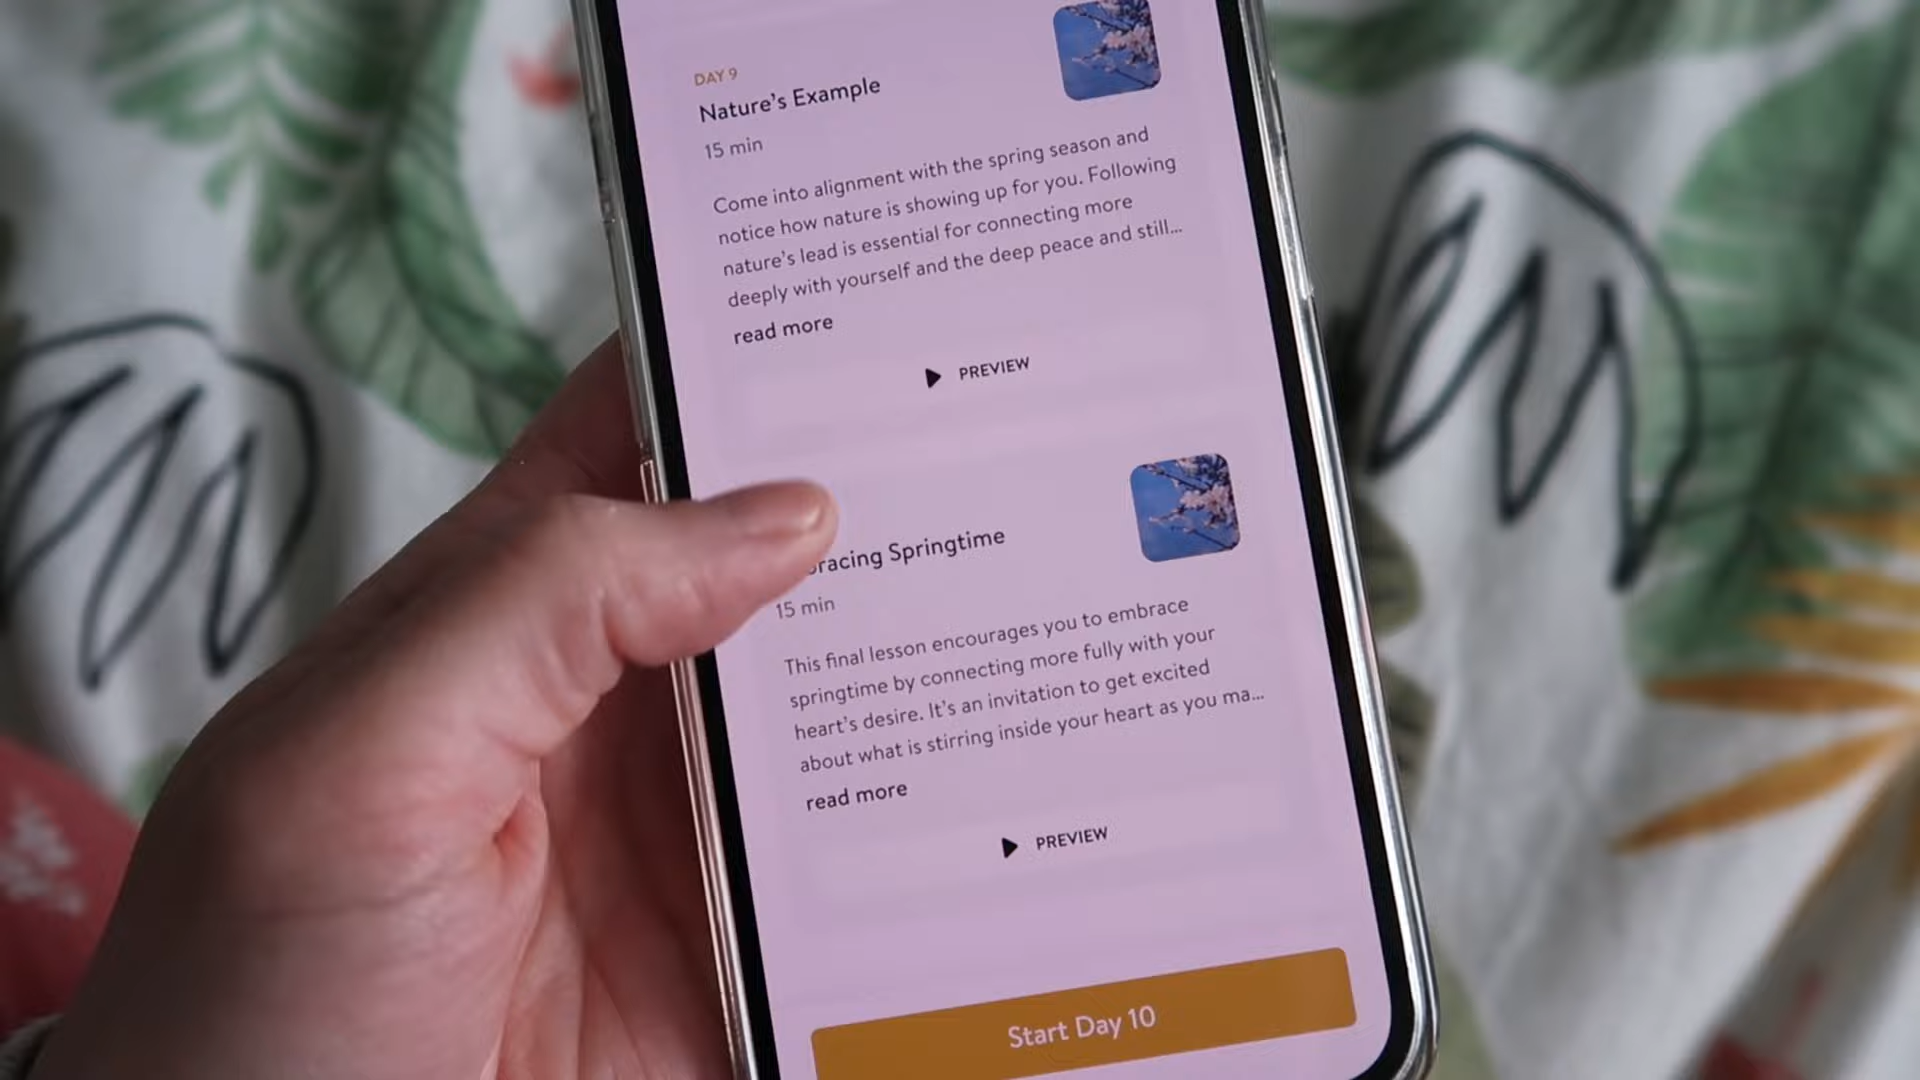 DAY 9
Nature's Example
15 min
Come into alignment with the spring season and
notice how nature is showing up for you. Following
nature's lead is essential for connecting more
deeply with yourself and the deep peace and still...
read more
PREVIEW
Springtime
15 min
This final lesson encourages you to embrace
springtime by connecting more fully with your
heart's desire. It's an invitation to get excited
about what is stirring inside your heart as you ma...
read more
PREVIEW
Start Day 10